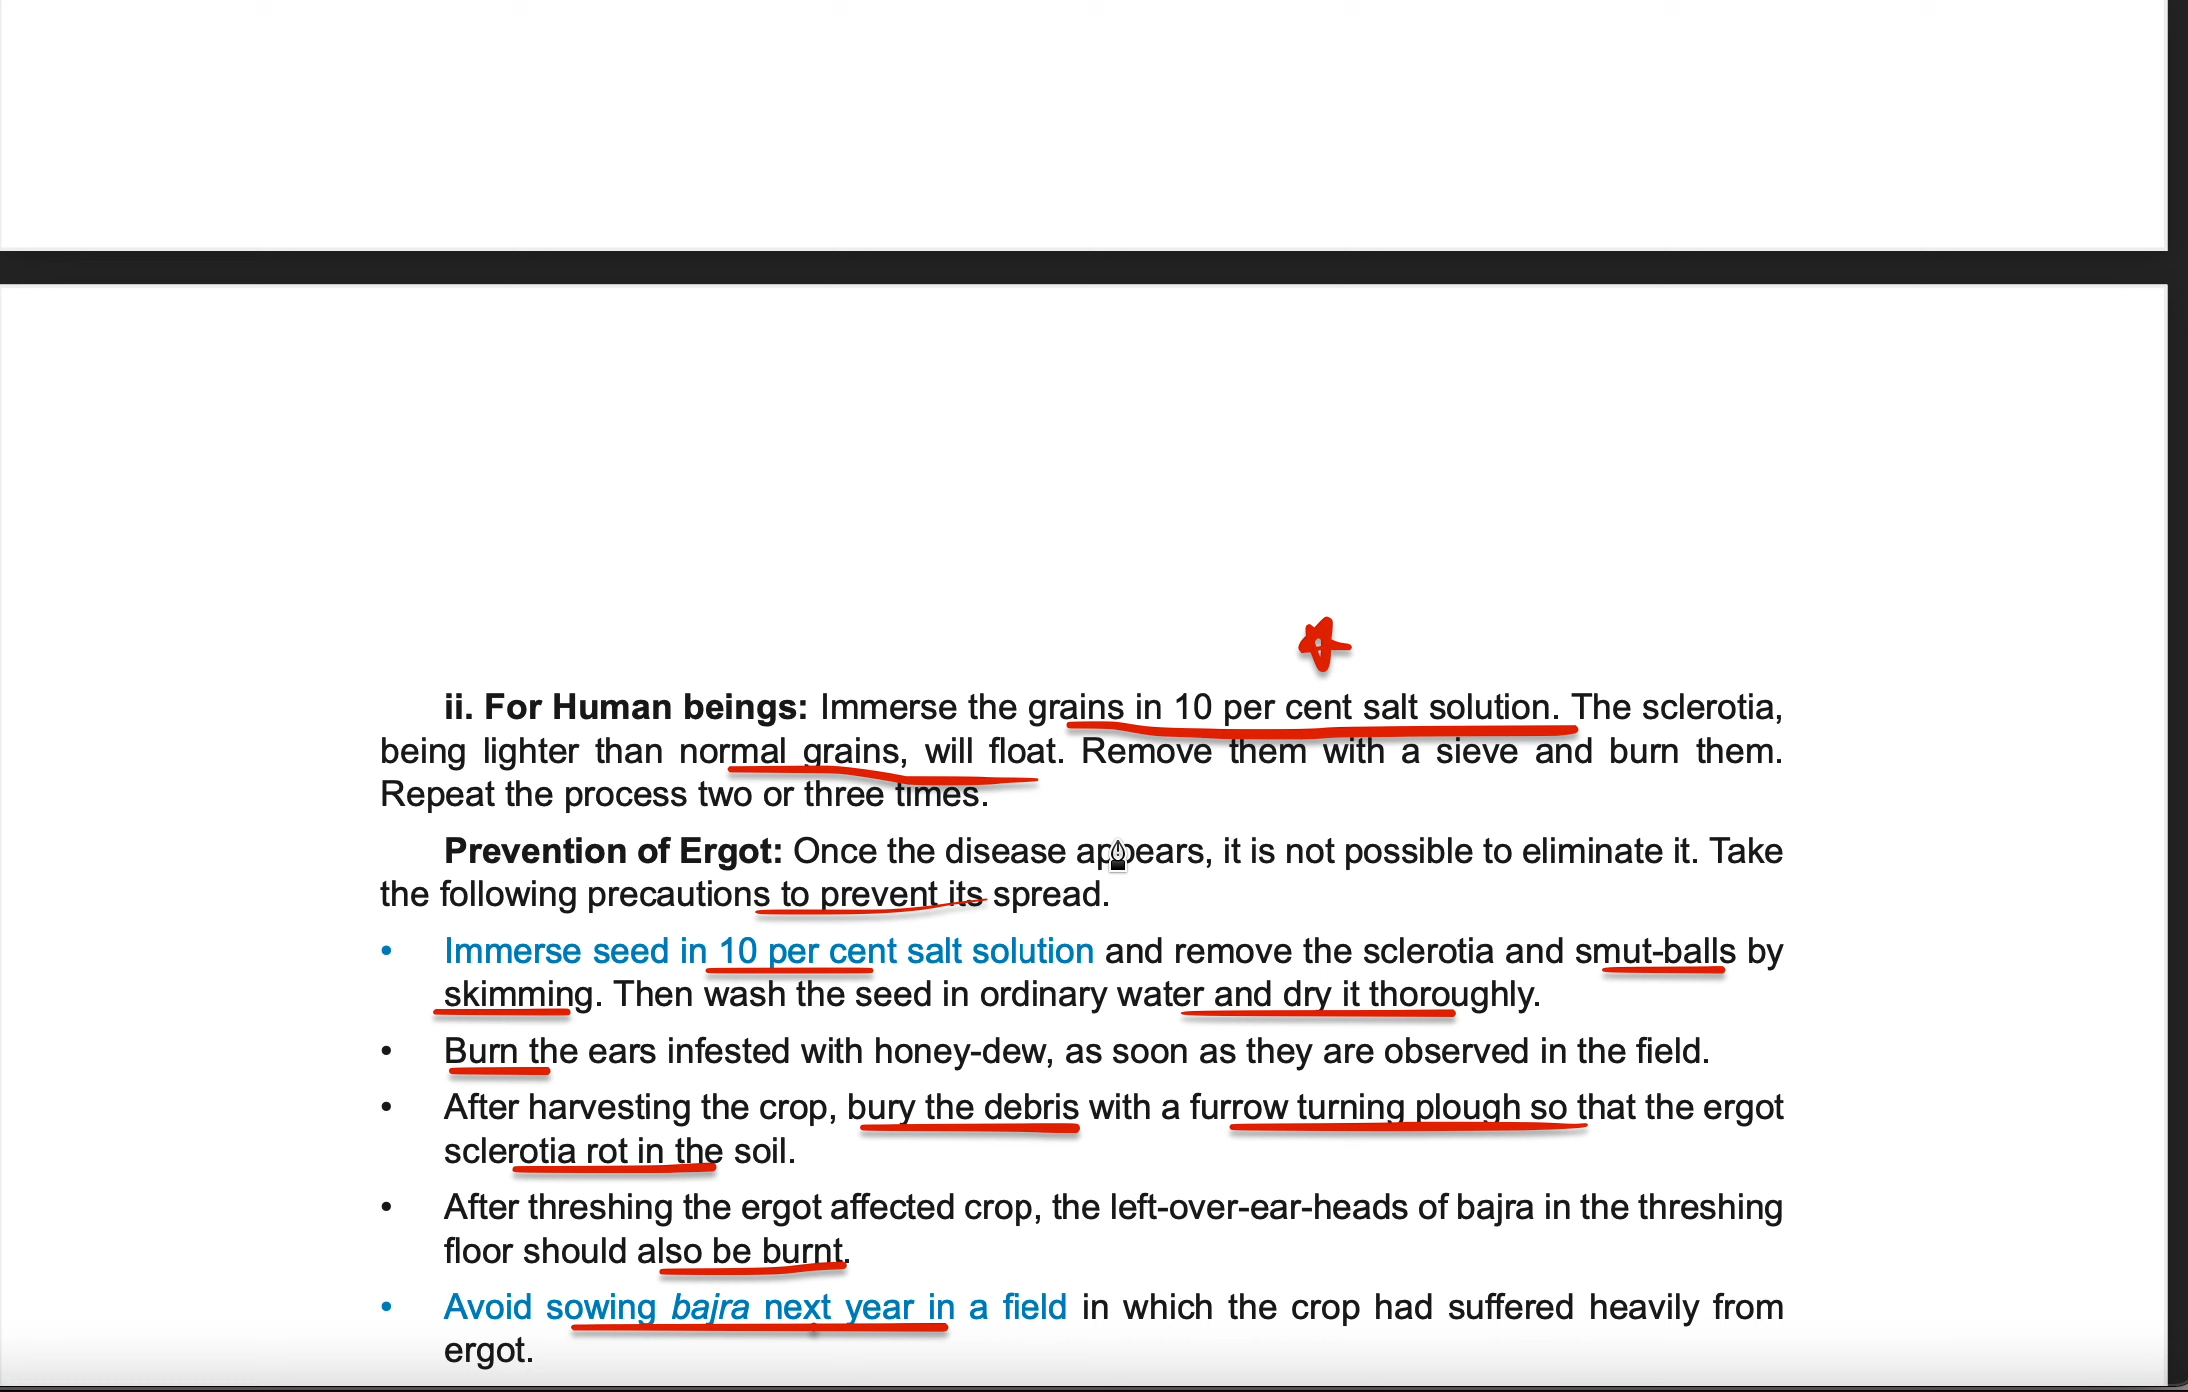 ii. For Human beings: Immerse the grains in 10 per cent salt solution. The sclerotia,
being lighter than normal grains, will float. Remove them with a sieve and burn them.
Repeat the process two or three times.
Prevention of Ergot: Once the disease appears, it is not possible to eliminate it. Take
the following precautions to prevent its spread.
• Immerse seed in 10 per cent salt solution and remove the sclerotia and smut-balls by
skimming. Then wash the seed in ordinary water and dry it thoroughly.
• Burn the ears infested with honey-dew, as soon as they are observed in the field.
• After harvesting the crop, bury the debris with a furrow turning plough so that the ergot
sclerotia rot in the soil.
• After threshing the ergot affected crop, the left-over-ear-heads of bajra in the threshing
floor should also be burnt.
• Avoid sowing bajra next year in a field in which the crop had suffered heavily from
ergot.